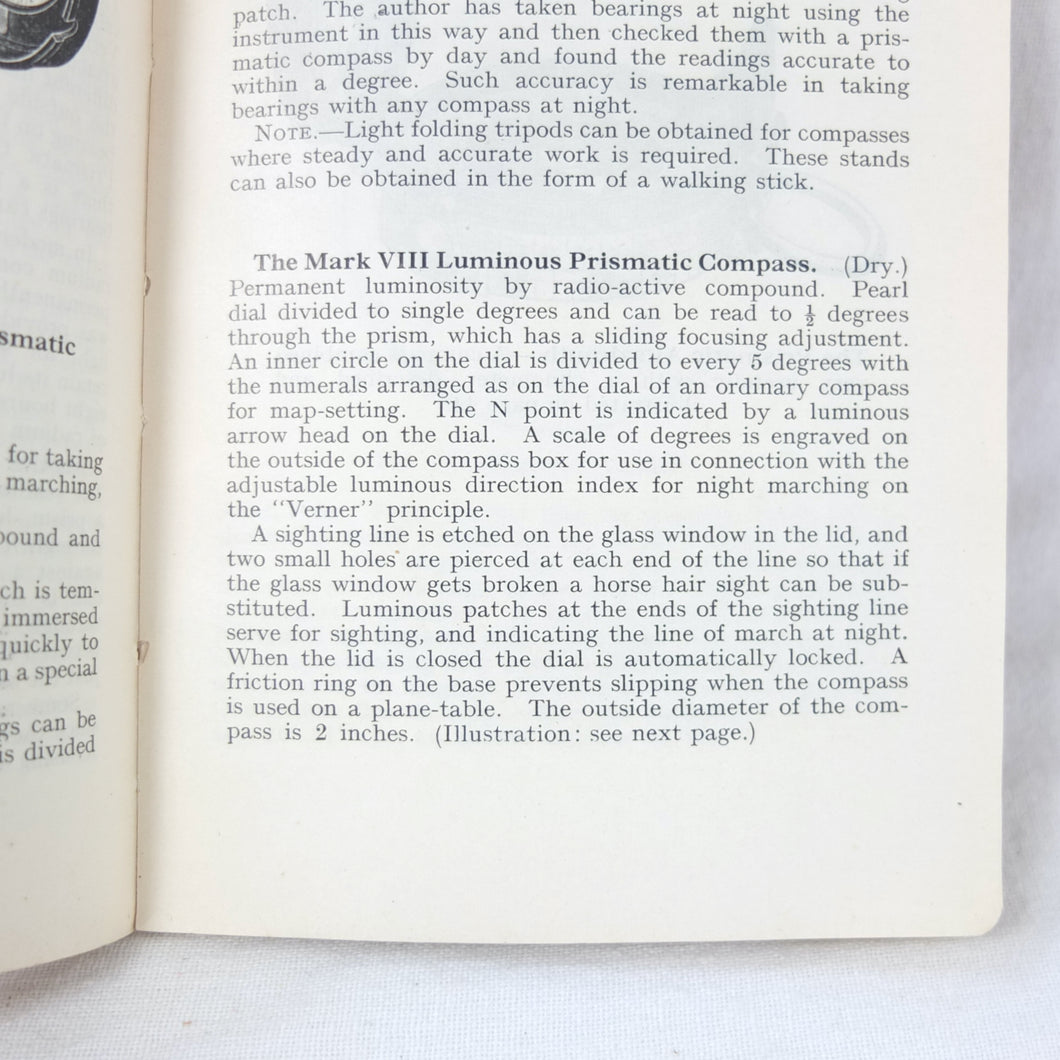 smatic
for taking
marching,
ound and
ch is tem-
immersed
quickly to
n a special
gs can be
is divided
patch. The author has taken bearings at night using the
instrument in this way and then checked them with a pris-
matic compass by day and found the readings accurate to
within a degree. Such accuracy is remarkable in taking
bearings with any compass at night.
NOTE.—Light folding tripods can be obtained for compasses
where steady and accurate work is required. These stands
can also be obtained in the form of a walking stick.
The Mark VIII Luminous Prismatic Compass. (Dry.)
Permanent luminosity by radio-active compound. Pearl
dial divided to single degrees and can be read to ½ degrees
through the prism, which has a sliding focusing adjustment.
An inner circle on the dial is divided to every 5 degrees with
the numerals arranged as on the dial of an ordinary compass
for map-setting. The N point is indicated by a luminous
arrow head on the dial. A scale of degrees is engraved on
the outside of the compass box for use in connection with the
adjustable luminous direction index for night marching on
the "Verner" principle.
A sighting line is etched on the glass window in the lid, and
two small holes are pierced at each end of the line so that if
the glass window gets broken a horse hair sight can be sub-
stituted. Luminous patches at the ends of the sighting line
serve for sighting, and indicating the line of march at night.
When the lid is closed the dial is automatically locked. A
friction ring on the base prevents slipping when the compass
is used on a plane-table. The outside diameter of the com-
pass is 2 inches. (Illustration: see next page.)